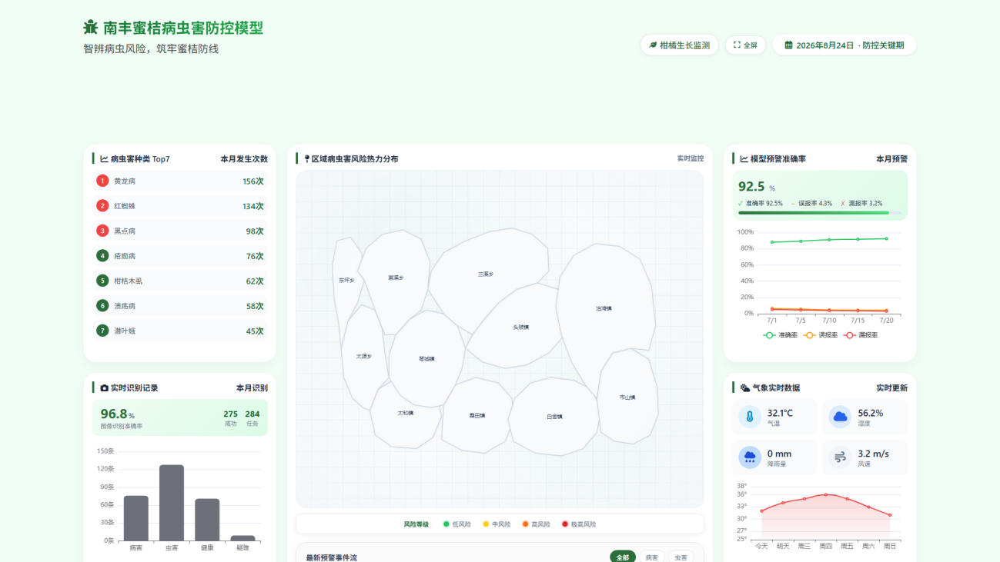 南丰蜜桔病虫害防控模型
智辨病虫风险，筑牢蜜桔防线
柑橘生长监测
全屏
2026年8月24日 · 防控关键期
病虫害种类 Top7 本月发生次数
1 黄龙病 156次
2 红蜘蛛 134次
3 黑点病 98次
4 疮痂病 76次
5 柑桔木虱 62次
6 溃疡病 58次
7 潜叶蛾 45次
实时识别记录 本月识别
96.8%
图像识别准确率
275 284
成功 任务
150条
120条
90条
60条
30条
0条
病害 虫害 健康 疑难
区域病虫害风险热力分布 实时监控
东坪乡
莱溪乡
三溪乡
洽湾镇
头陂镇
太源乡
琴城镇
太和镇
桑田镇
白舍镇
市山镇
风险等级 低风险 中风险 高风险 极高风险
最新预警事件流 全部 病害 虫害
模型预警准确率 本月预警
92.5 %
✓ 准确率 92.5% − 误报率 4.3% ✗ 漏报率 3.2%
100%
80%
60%
40%
20%
0%
7/1 7/5 7/10 7/15 7/20
准确率 误报率 漏报率
气象实时数据 实时更新
32.1°C
气温
56.2%
湿度
0 mm
降雨量
3.2 m/s
风速
38°
36°
33°
30°
27°
25°
今天 明天 周三 周四 周五 周六 周日